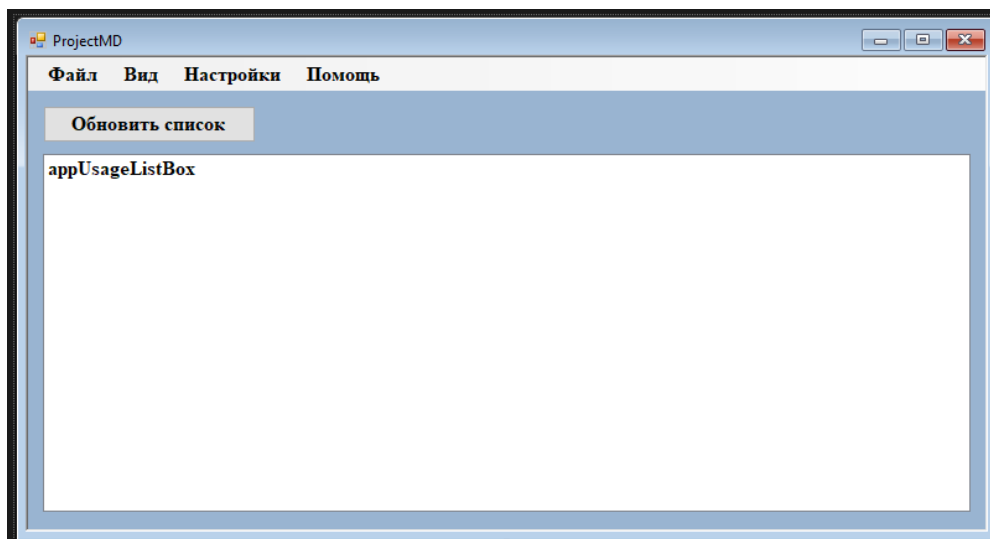 ProjectMD
Файл Вид Настройки Помощь
Обновить список
appUsageListBox